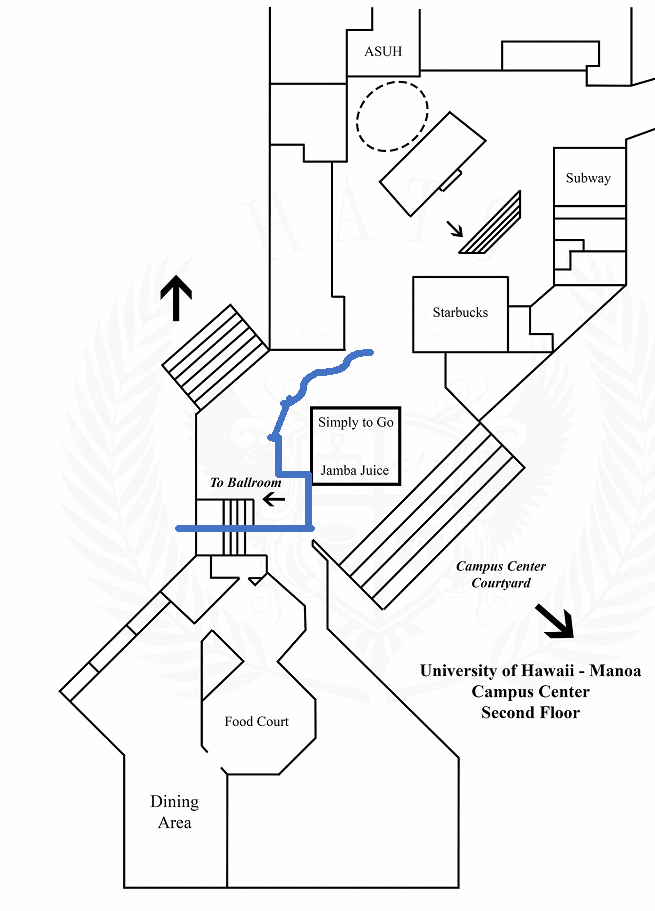 ASUH
Subway
Starbucks
Simply to Go
Jamba Juice
To Ballroom
Campus Center
Courtyard
University of Hawaii - Manoa
Campus Center
Second Floor
Food Court
Dining
Area